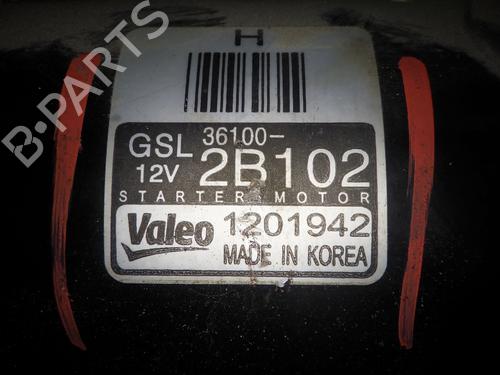 B-PARTS
H
GSL 36100-
12V 2B102
STARTER MOTOR
Valeo 1201942
MADE IN KOREA